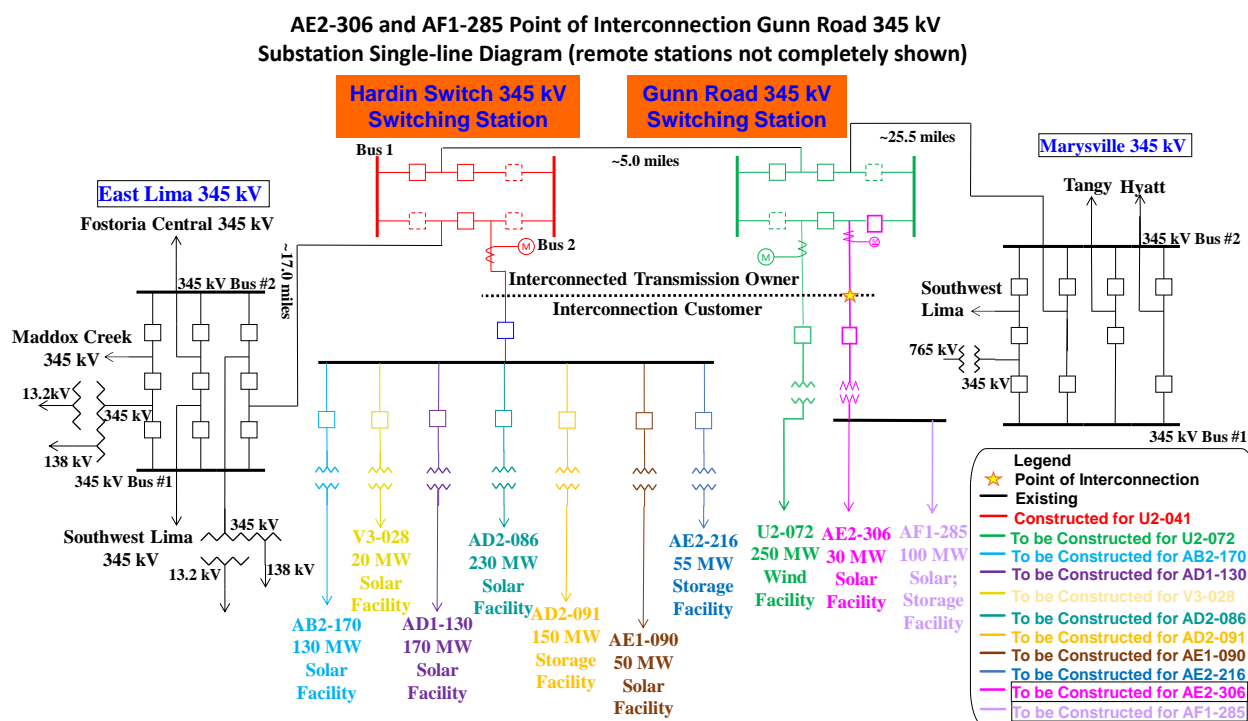 AE2-306 and AF1-285 Point of Interconnection Gunn Road 345 kV
Substation Single-line Diagram (remote stations not completely shown)
Hardin Switch 345 kV
Switching Station
Gunn Road 345 kV
Switching Station
Bus 1
~5.0 miles
~25.5 miles
Marysville 345 kV
East Lima 345 kV
Fostoria Central 345 kV
Tangy
Hyatt
M
Bus 2
M
M
~17.0 miles
345 kV Bus #2
345 kV Bus #2
Interconnected Transmission Owner
Interconnection Customer
Southwest
Lima
Maddox Creek
345 kV
765 kV
345 kV
13.2kV
345 kV
138 kV
345 kV Bus #1
345 kV Bus #1
Southwest Lima
345 kV
345 kV
13.2 kV
138 kV
AB2-170
130 MW
Solar
Facility
V3-028
20 MW
Solar
Facility
AD1-130
170 MW
Solar
Facility
AD2-086
230 MW
Solar
Facility
AD2-091
150 MW
Storage
Facility
AE1-090
50 MW
Solar
Facility
AE2-216
55 MW
Storage
Facility
U2-072
250 MW
Wind
Facility
AE2-306
30 MW
Solar
Facility
AF1-285
100 MW
Solar;
Storage
Facility
Legend
Point of Interconnection
Existing
Constructed for U2-041
To be Constructed for U2-072
To be Constructed for AB2-170
To be Constructed for AD1-130
To be Constructed for V3-028
To be Constructed for AD2-086
To be Constructed for AD2-091
To be Constructed for AE1-090
To be Constructed for AE2-216
To be Constructed for AE2-306
To be Constructed for AF1-285